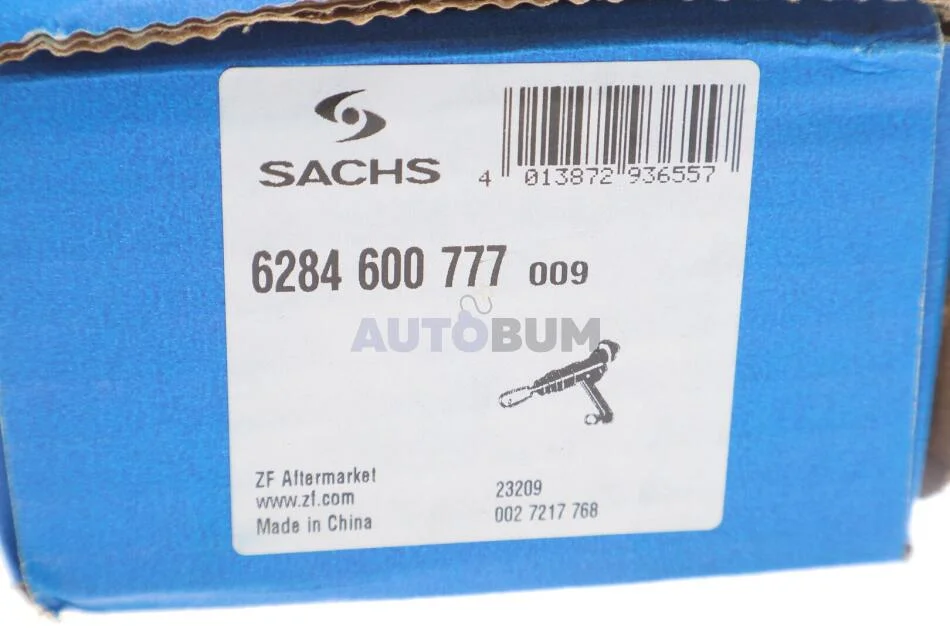 SACHS
4 013872 936557
6284 600 777 009
AUTOBUM
ZF Aftermarket
www.zf.com
Made in China
23209
002 7217 768